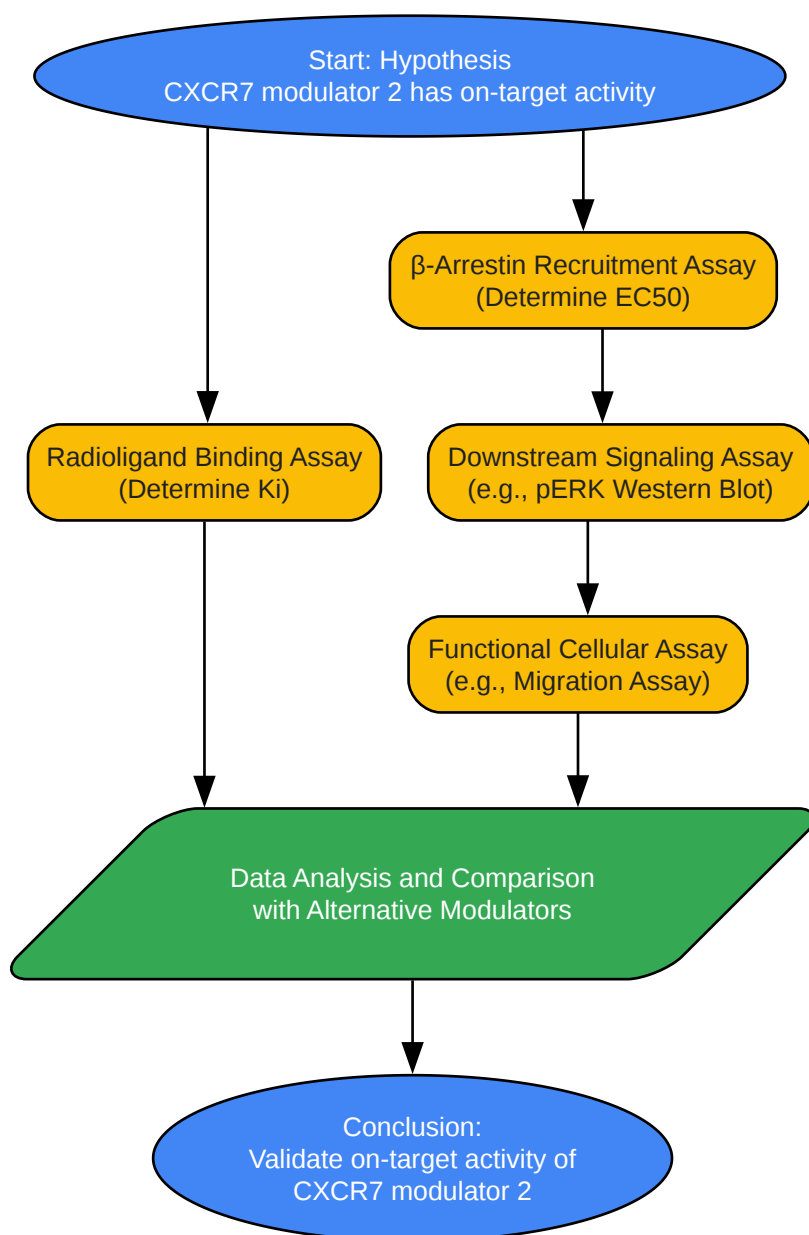 Start: Hypothesis
CXCR7 modulator 2 has on-target activity
β-Arrestin Recruitment Assay
(Determine EC50)
Radioligand Binding Assay
(Determine Ki)
Downstream Signaling Assay
(e.g., pERK Western Blot)
Functional Cellular Assay
(e.g., Migration Assay)
Data Analysis and Comparison
with Alternative Modulators
Conclusion:
Validate on-target activity of
CXCR7 modulator 2